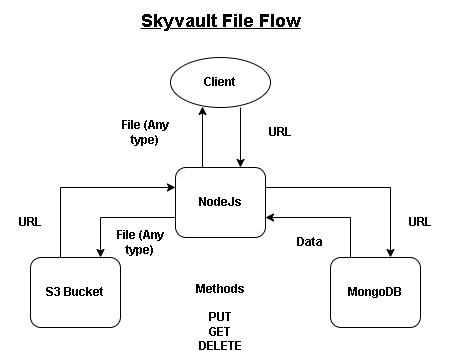 Skyvault File Flow
Client
File (Any
type)
URL
NodeJs
URL
File (Any
type)
Data
URL
S3 Bucket
Methods
MongoDB
PUT
GET
DELETE